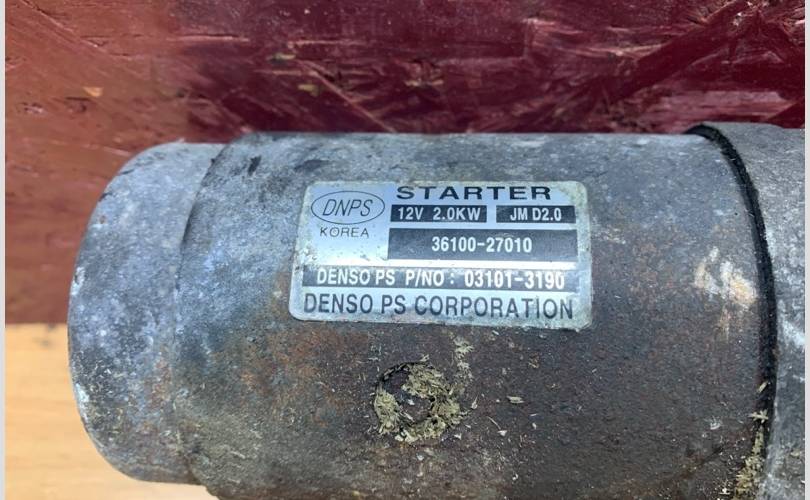 DNPS
KOREA
STARTER
12V 2.0KW JM D2.0
36100-27010
DENSO PS P/NO : 03101-3190
DENSO PS CORPORATION